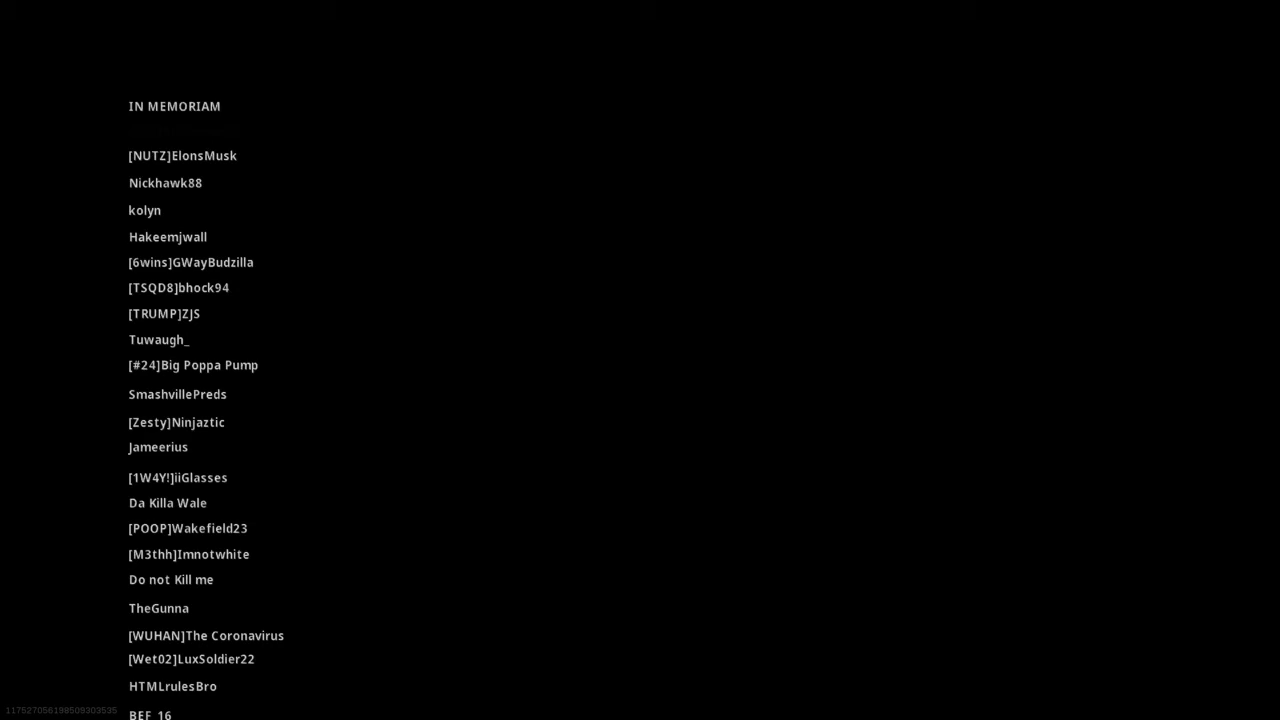 IN MEMORIAM
[NUTZ]ElonsMusk
Nickhawk88
kolyn
Hakeemjwall
[6wins]GWayBudzilla
[TSQD8]bhock94
[TRUMP]ZJS
Tuwaugh_
[#24]Big Poppa Pump
SmashvillePreds
[Zesty]Ninjaztic
Jameerius
[1W4Y!]iiGlasses
Da Killa Wale
[POOP]Wakefield23
[M3thh]Imnotwhite
Do not Kill me
TheGunna
[WUHAN]The Coronavirus
[Wet02]LuxSoldier22
HTMLrulesBro
BEF_16
117527056198509303535